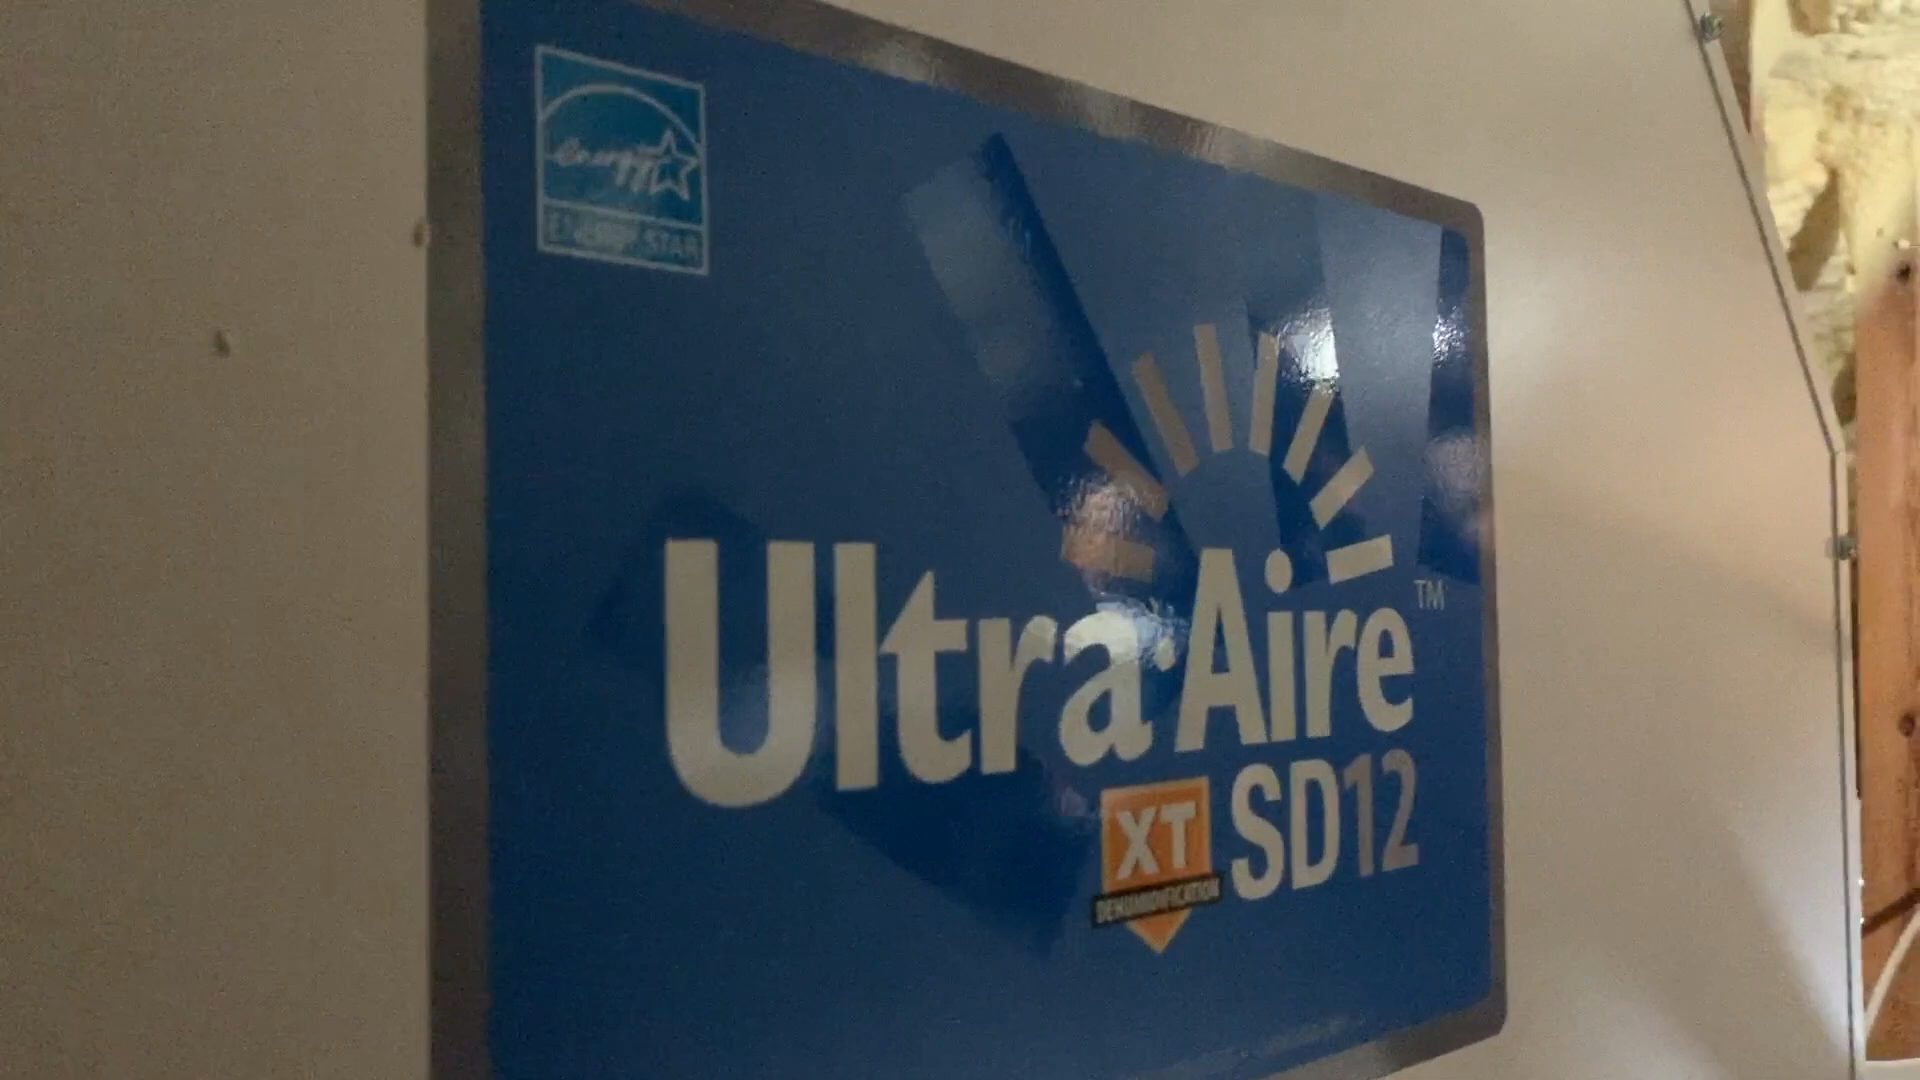 energy
ENERGY STAR
Ultra-Aire™
XT SD12
DEHUMIDIFICATION